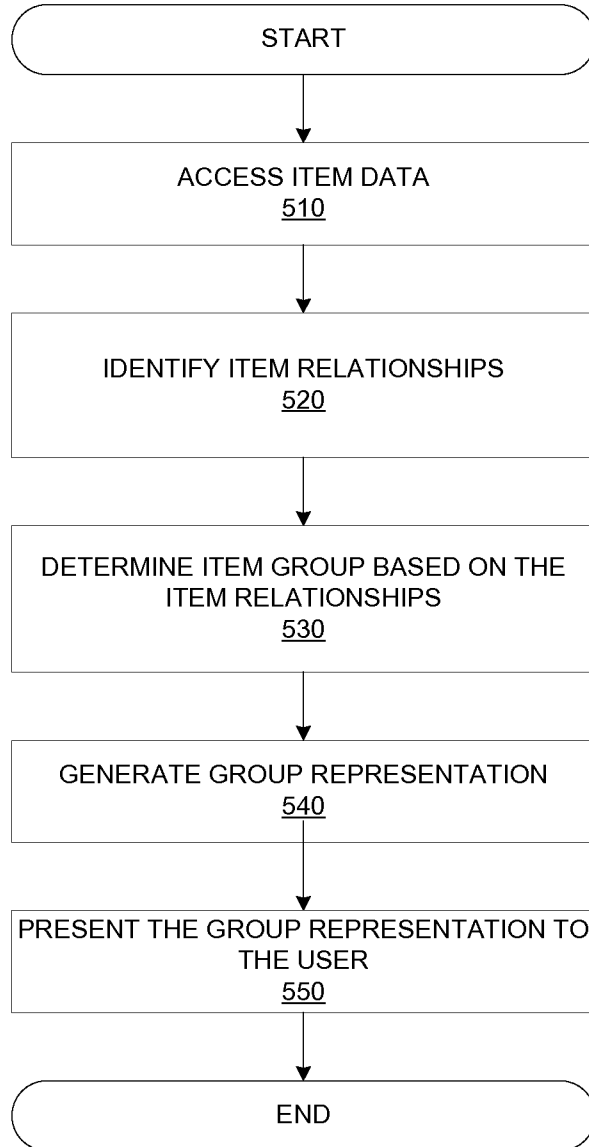 START
ACCESS ITEM DATA
510
IDENTIFY ITEM RELATIONSHIPS
520
DETERMINE ITEM GROUP BASED ON THE
ITEM RELATIONSHIPS
530
GENERATE GROUP REPRESENTATION
540
PRESENT THE GROUP REPRESENTATION TO
THE USER
550
END